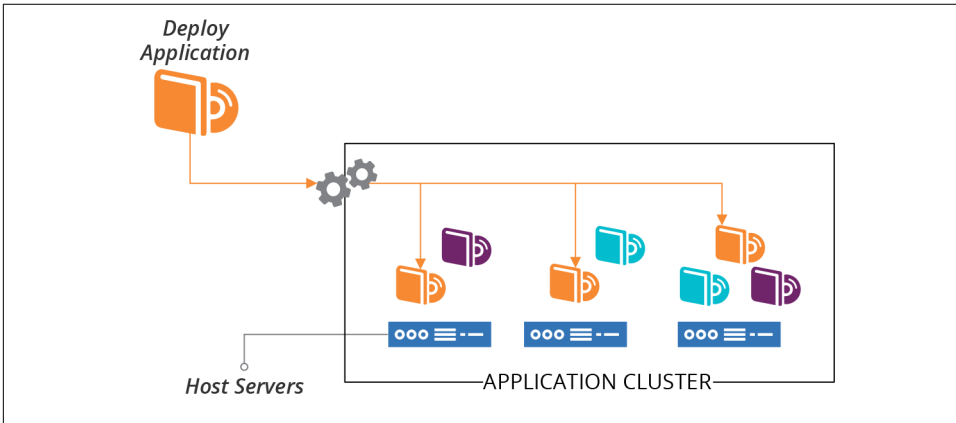 Deploy
Application
Host Servers
APPLICATION CLUSTER